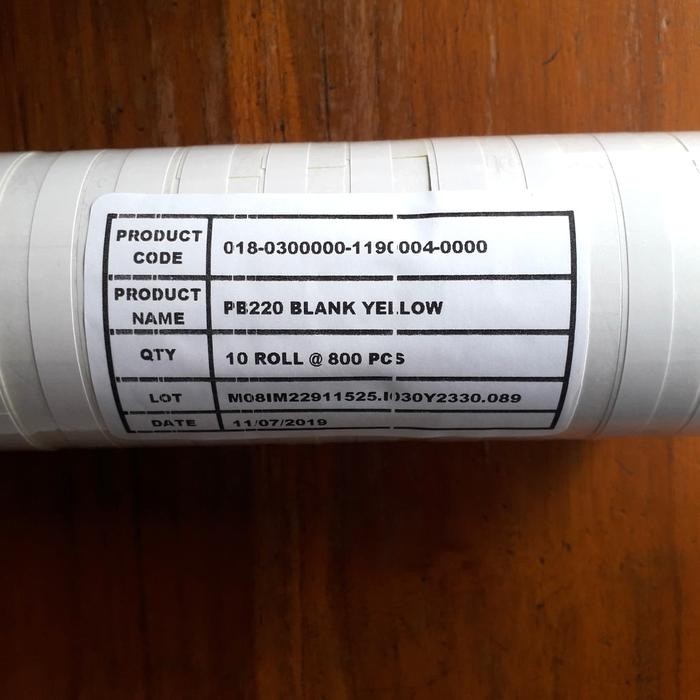 PRODUCT CODE 018-0300000-1190004-0000
PRODUCT NAME PB220 BLANK YELLOW
QTY 10 ROLL @ 800 PCS
LOT M08IM22911525.I030Y2330.089
DATE 11/07/2019